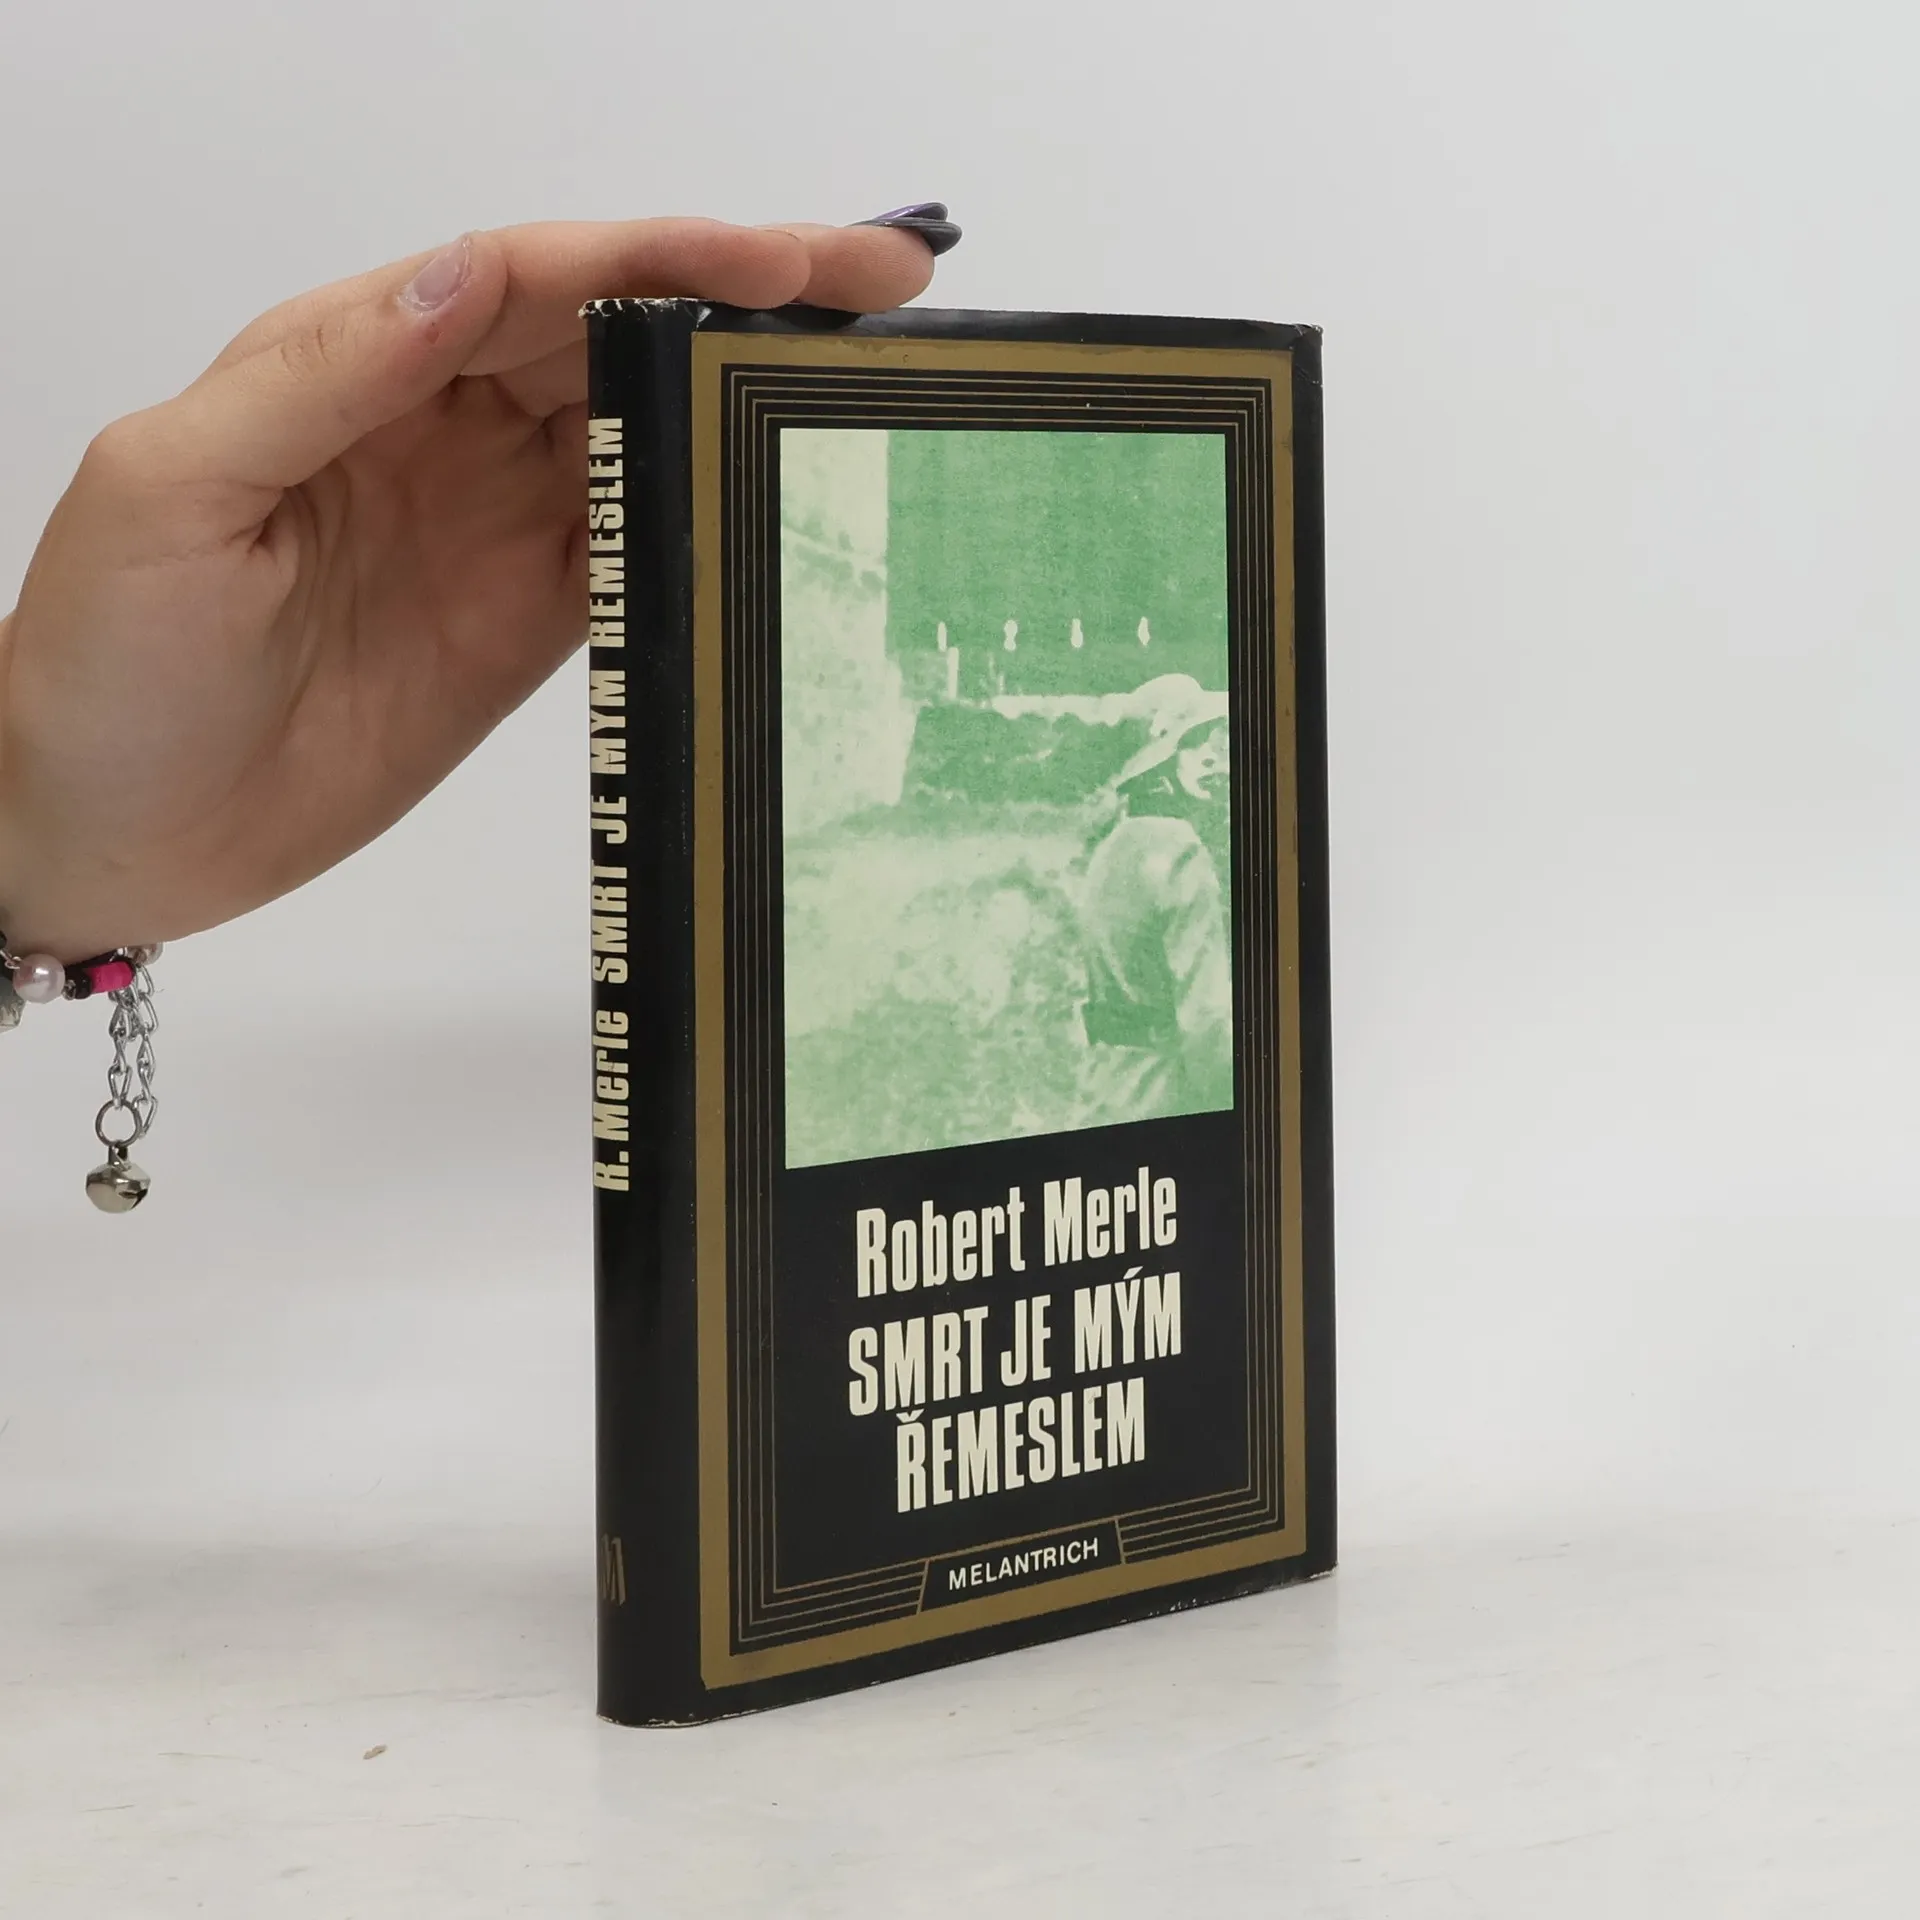 R. Merle SMRT JE MÝM ŘEMESLEM
Robert Merle
SMRT JE MÝM
ŘEMESLEM
MELANTRICH
M